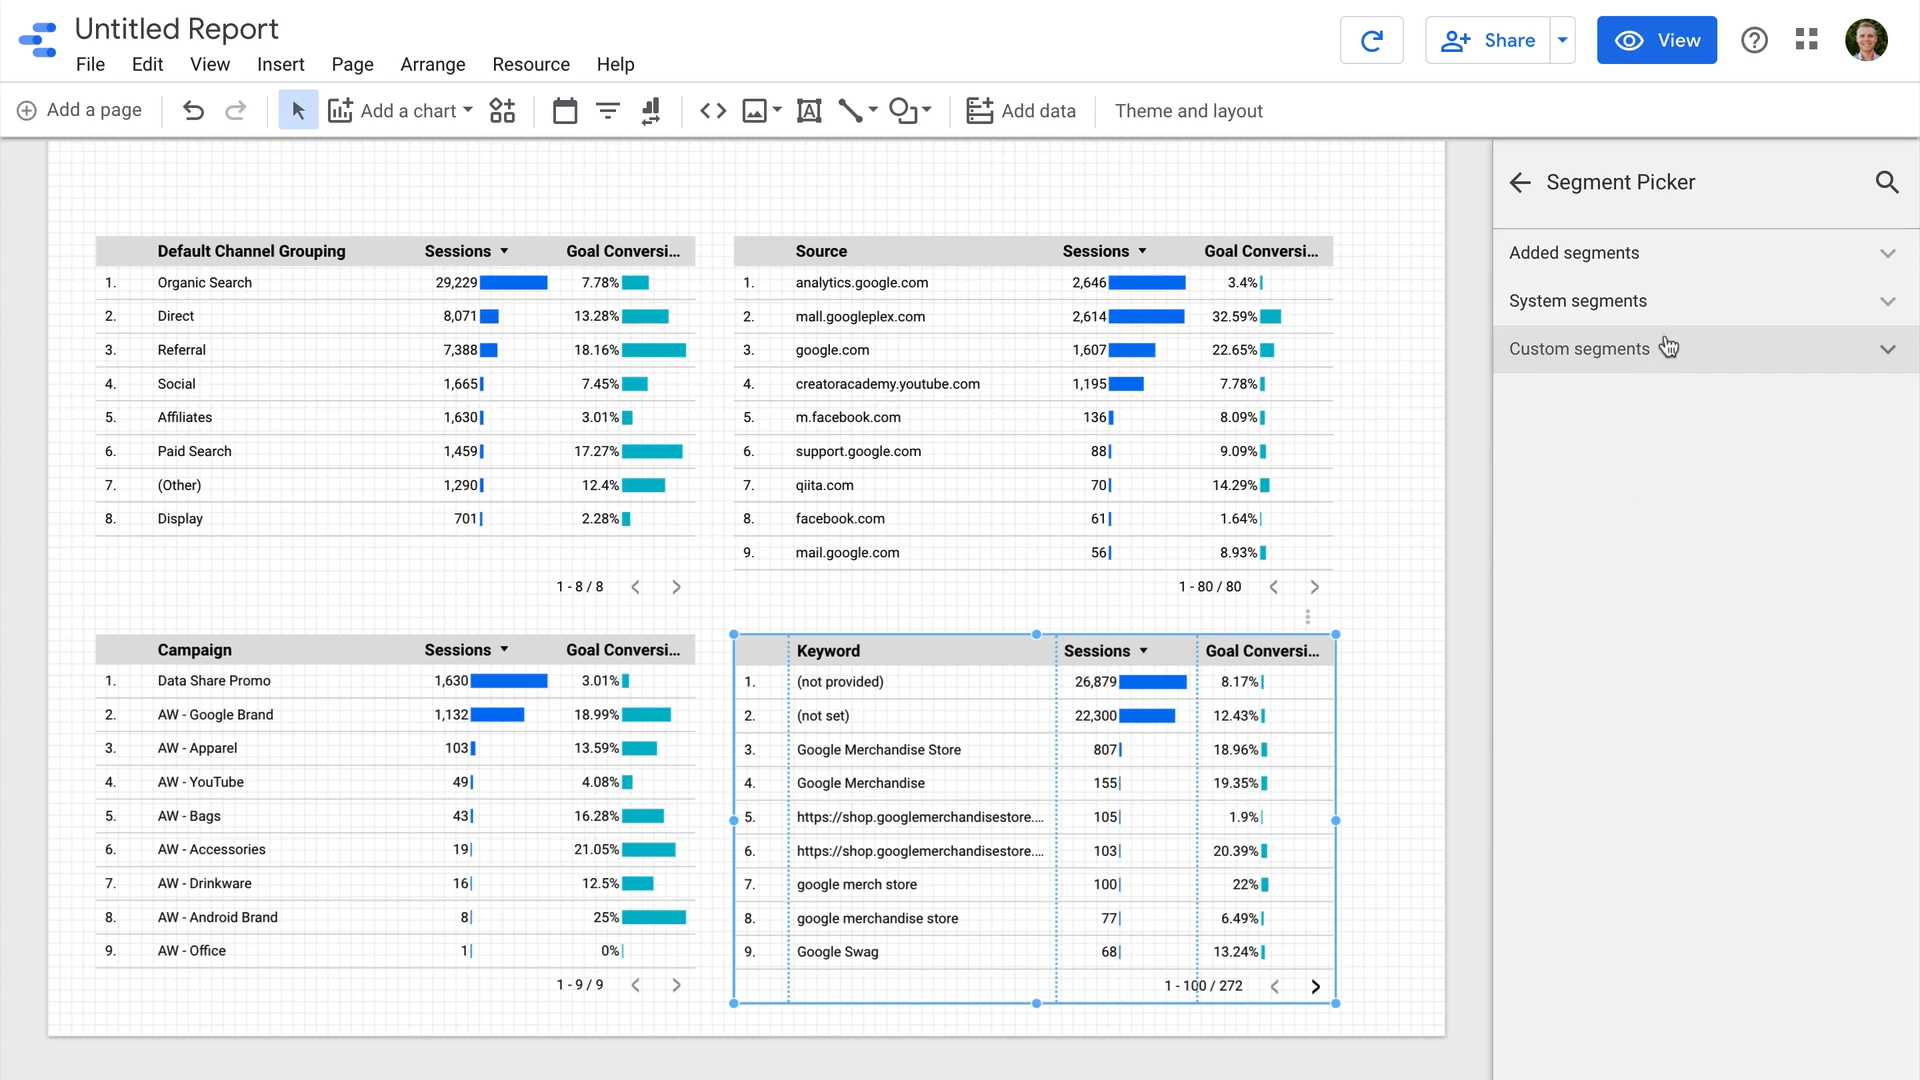 Untitled Report
File Edit View Insert Page Arrange Resource Help
Share
View
Add a page
Add a chart
Add data
Theme and layout
Default Channel Grouping Sessions Goal Conversi...
1. Organic Search 29,229 7.78%
2. Direct 8,071 13.28%
3. Referral 7,388 18.16%
4. Social 1,665 7.45%
5. Affiliates 1,630 3.01%
6. Paid Search 1,459 17.27%
7. (Other) 1,290 12.4%
8. Display 701 2.28%
1 - 8 / 8
Source Sessions Goal Conversi...
1. analytics.google.com 2,646 3.4%
2. mall.googleplex.com 2,614 32.59%
3. google.com 1,607 22.65%
4. creatoracademy.youtube.com 1,195 7.78%
5. m.facebook.com 136 8.09%
6. support.google.com 88 9.09%
7. qiita.com 70 14.29%
8. facebook.com 61 1.64%
9. mail.google.com 56 8.93%
1 - 80 / 80
Campaign Sessions Goal Conversi...
1. Data Share Promo 1,630 3.01%
2. AW - Google Brand 1,132 18.99%
3. AW - Apparel 103 13.59%
4. AW - YouTube 49 4.08%
5. AW - Bags 43 16.28%
6. AW - Accessories 19 21.05%
7. AW - Drinkware 16 12.5%
8. AW - Android Brand 8 25%
9. AW - Office 1 0%
1 - 9 / 9
Keyword Sessions Goal Conversi...
1. (not provided) 26,879 8.17%
2. (not set) 22,300 12.43%
3. Google Merchandise Store 807 18.96%
4. Google Merchandise 155 19.35%
5. https://shop.googlemerchandisestore.... 105 1.9%
6. https://shop.googlemerchandisestore.... 103 20.39%
7. google merch store 100 22%
8. google merchandise store 77 6.49%
9. Google Swag 68 13.24%
1 - 100 / 272
Segment Picker
Added segments
System segments
Custom segments